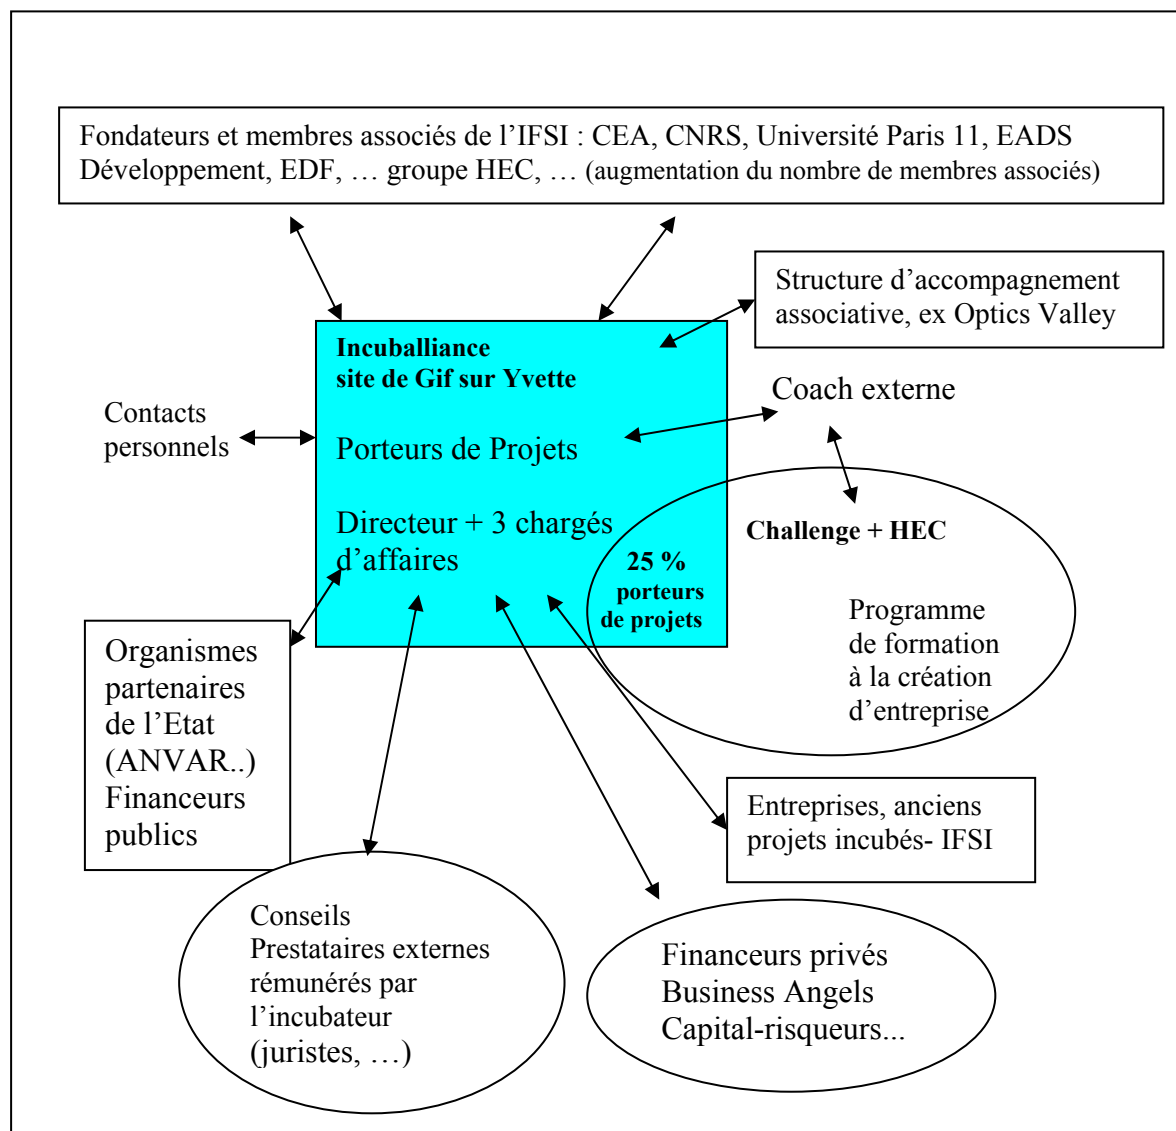 Fondateurs et membres associés de l’IFSI : CEA, CNRS, Université Paris 11, EADS
Développement, EDF, … groupe HEC, … (augmentation du nombre de membres associés)
Structure d’accompagnement
associative, ex Optics Valley
Incuballiance
site de Gif sur Yvette
Coach externe
Contacts
personnels
Porteurs de Projets
Directeur + 3 chargés
d’affaires
Challenge + HEC
25 %
porteurs
de projets
Programme
de formation
à la création
d’entreprise
Organismes
partenaires
de l’Etat
(ANVAR..)
Financeurs
publics
Entreprises, anciens
projets incubés- IFSI
Conseils
Prestataires externes
rémunérés par
l’incubateur
(juristes, …)
Financeurs privés
Business Angels
Capital-risqueurs...